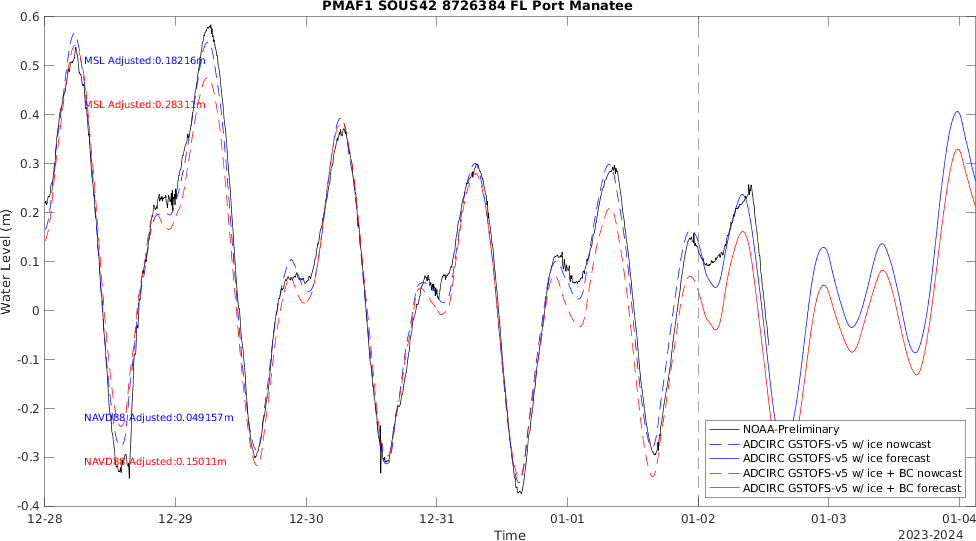 PMAF1 SOUS42 8726384 FL Port Manatee
0.6
0.5
0.4
0.3
0.2
0.1
0
-0.1
-0.2
-0.3
-0.4
Water Level (m)
MSL Adjusted:0.18216m
MSL Adjusted:0.28311m
NAVD88 Adjusted:0.049157m
NAVD88 Adjusted:0.15011m
NOAA-Preliminary
ADCIRC GSTOFS-v5 w/ ice nowcast
ADCIRC GSTOFS-v5 w/ ice forecast
ADCIRC GSTOFS-v5 w/ ice + BC nowcast
ADCIRC GSTOFS-v5 w/ ice + BC forecast
12-28 12-29 12-30 12-31 01-01 01-02 01-03 01-04
Time
2023-2024